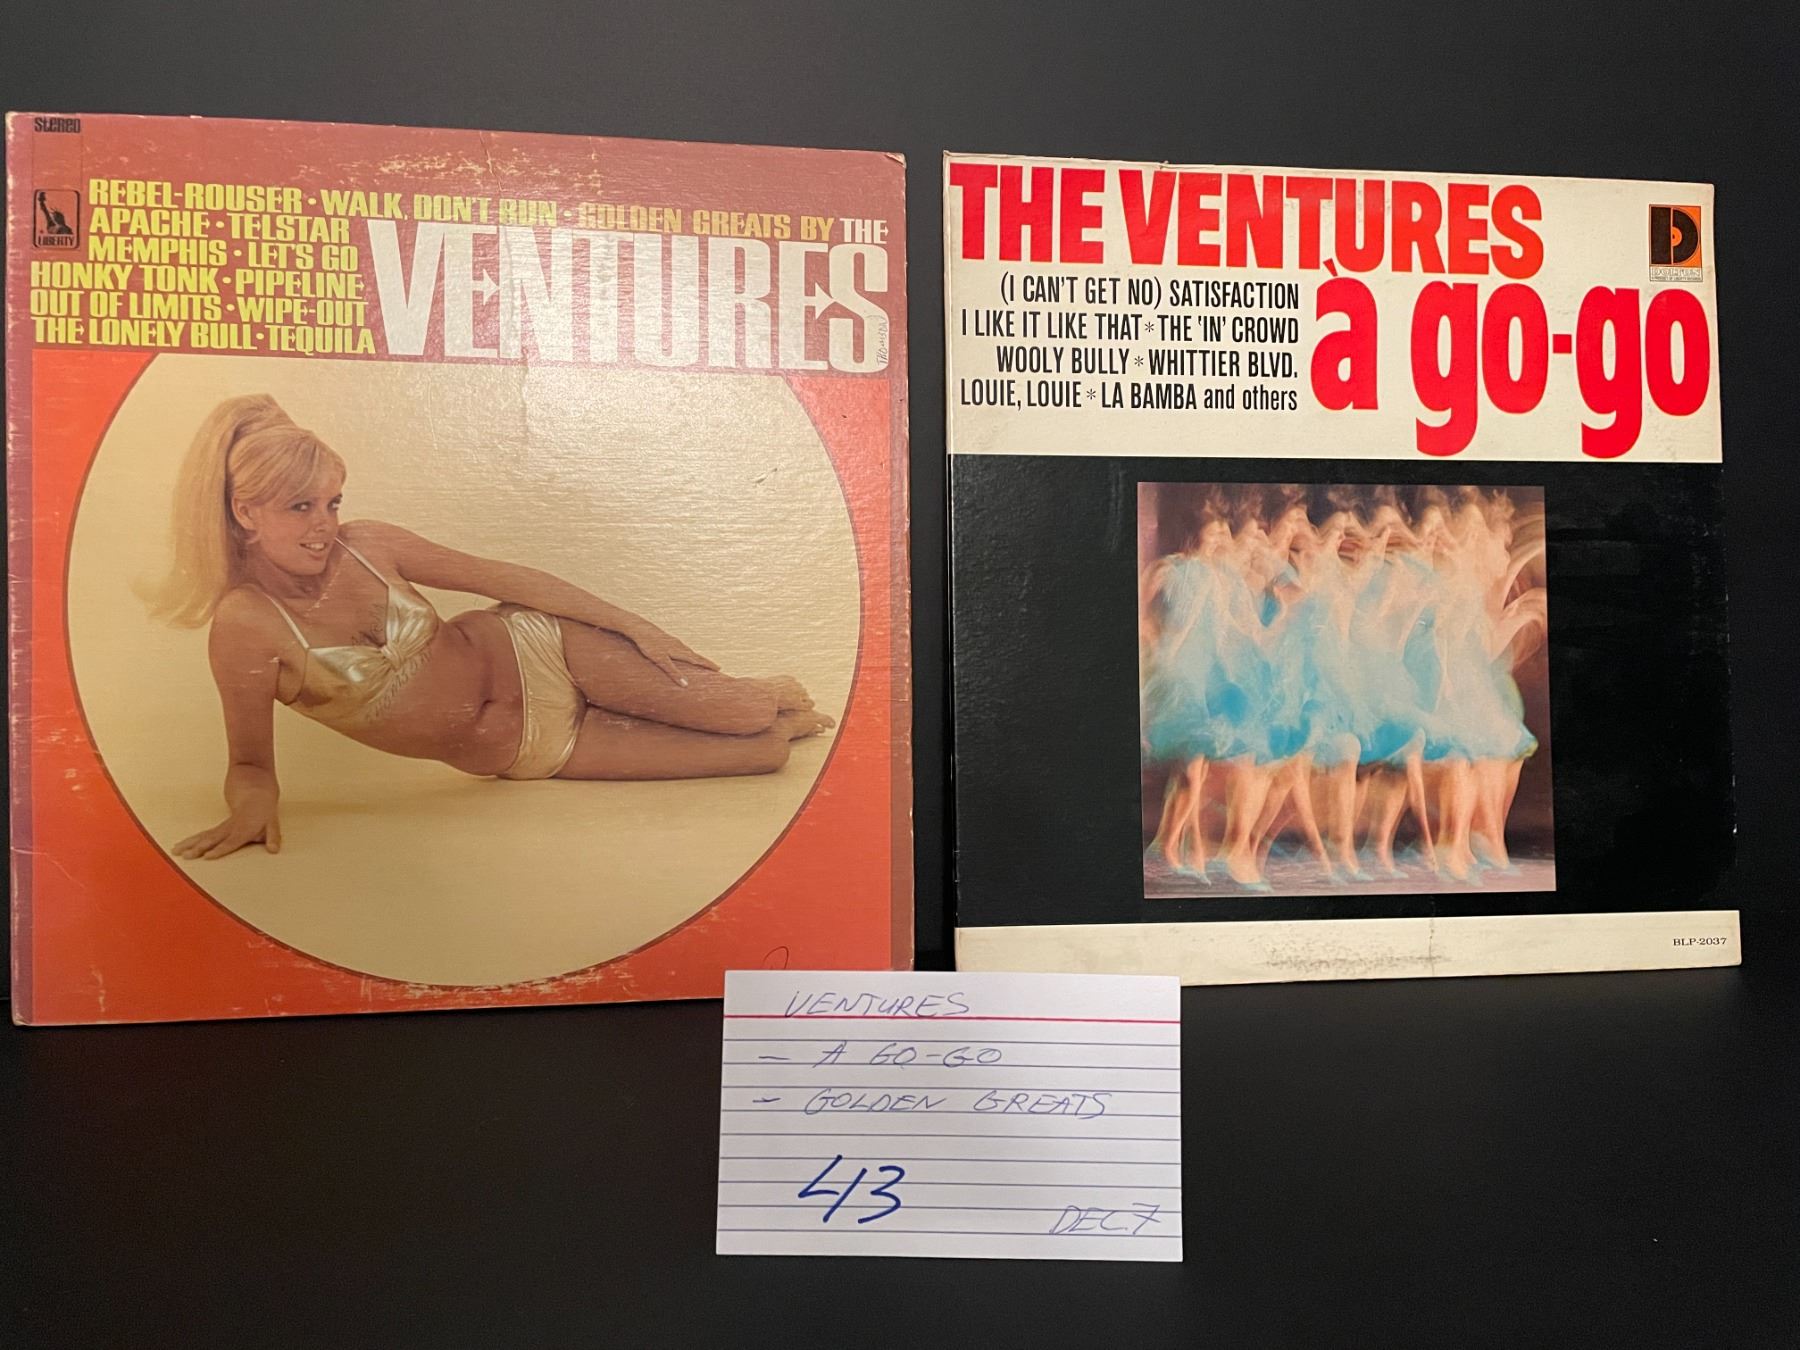 Stereo
LIBERTY
REBEL-ROUSER · WALK, DON'T RUN · GOLDEN GREATS BY THE
APACHE · TELSTAR
MEMPHIS · LET'S GO
HONKY TONK · PIPELINE
OUT OF LIMITS · WIPE-OUT
THE LONELY BULL · TEQUILA
VENTURES
THE VENTURES
à go-go
(I CAN'T GET NO) SATISFACTION
I LIKE IT LIKE THAT * THE 'IN' CROWD
WOOLY BULLY * WHITTIER BLVD.
LOUIE, LOUIE * LA BAMBA and others
D
DOLTON
BLP-2037
VENTURES
- A GO-GO
- GOLDEN GREATS
43
DEC. 7